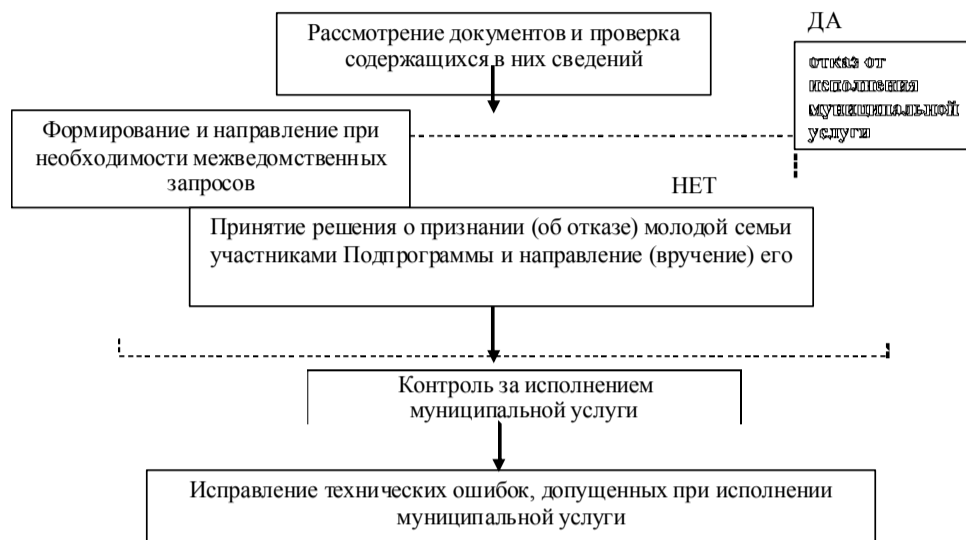 ДА
Рассмотрение документов и проверка
содержащихся в них сведений
отказ от
исполнения
муниципальной
услуги
Формирование и направление при
необходимости межведомственных
запросов
НЕТ
Принятие решения о признании (об отказе) молодой семьи
участниками Подпрограммы и направление (вручение) его
Контроль за исполнением
муниципальной услуги
Исправление технических ошибок, допущенных при исполнении
муниципальной услуги